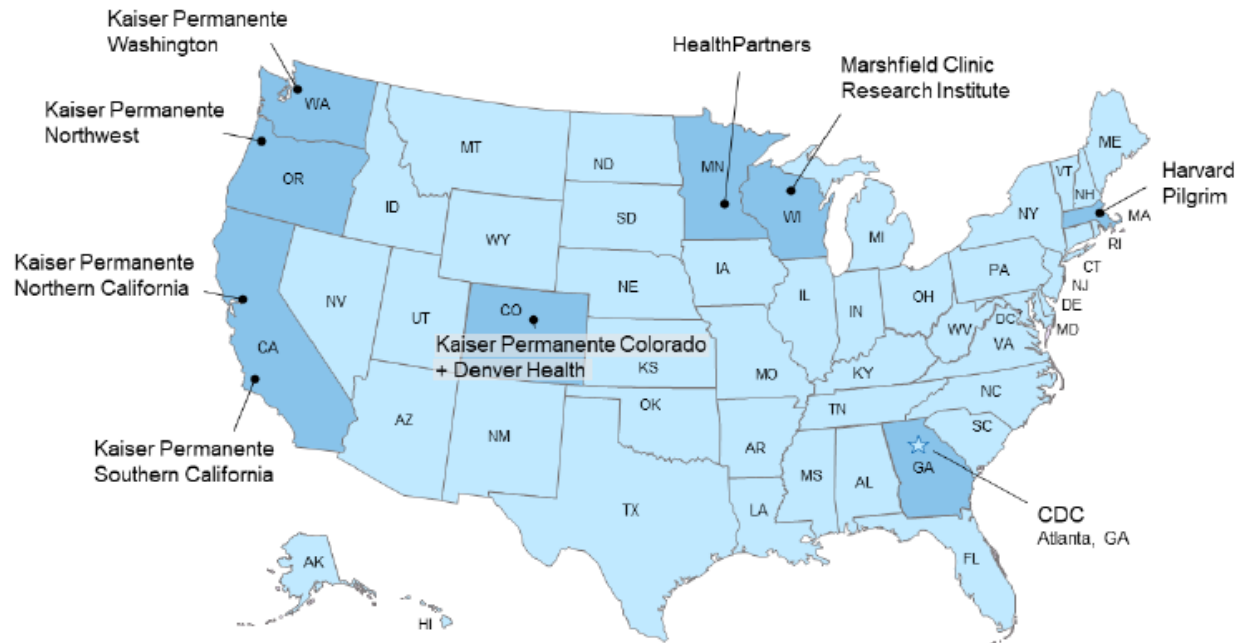 Kaiser Permanente
Washington
HealthPartners
Marshfield Clinic
Research Institute
Kaiser Permanente
Northwest
Harvard
Pilgrim
Kaiser Permanente
Northern California
Kaiser Permanente Colorado
+ Denver Health
Kaiser Permanente
Southern California
CDC
Atlanta, GA
WA
OR
CA
ID
NV
MT
WY
UT
CO
AZ
NM
ND
SD
NE
KS
OK
TX
MN
IA
MO
AR
LA
WI
IL
MI
IN
OH
KY
TN
MS
AL
GA
FL
SC
NC
VA
WV
DC
MD
DE
NJ
PA
NY
CT
RI
MA
VT
NH
ME
AK
HI